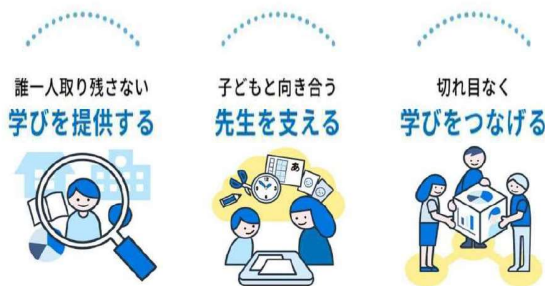 誰一人取り残さない
学びを提供する
子どもと向き合う
先生を支える
あ
切れ目なく
学びをつなげる